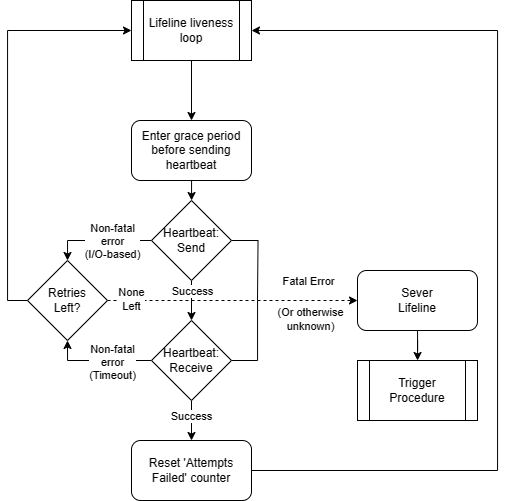 Lifeline liveness
loop
Enter grace period
before sending
heartbeat
Non-fatal
error
(I/O-based)
Heartbeat:
Send
Success
Retries
Left?
None
Left
Fatal Error
(Or otherwise
unknown)
Sever
Lifeline
Non-fatal
error
(Timeout)
Heartbeat:
Receive
Trigger
Procedure
Success
Reset 'Attempts
Failed' counter